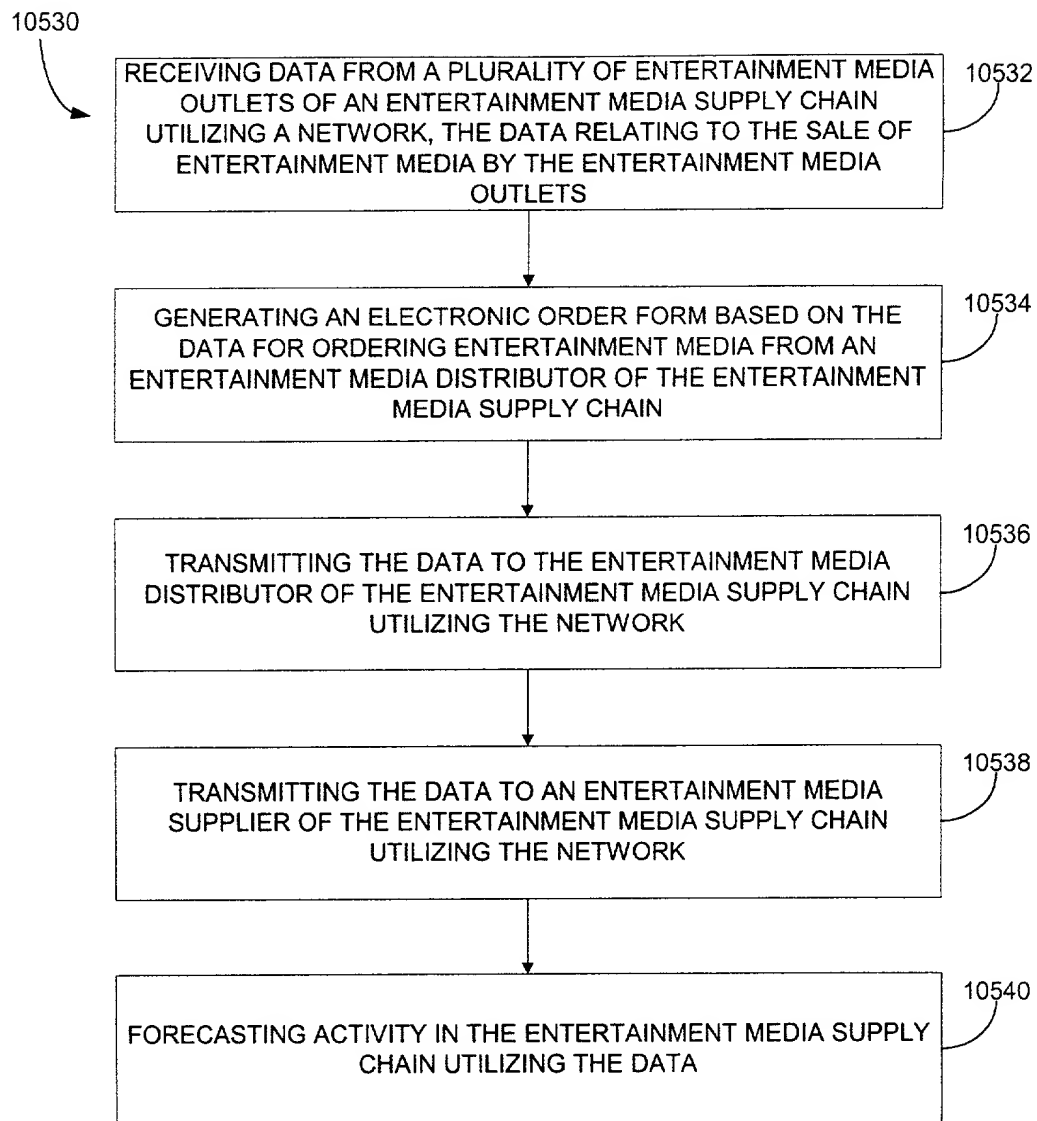 10530
RECEIVING DATA FROM A PLURALITY OF ENTERTAINMENT MEDIA
OUTLETS OF AN ENTERTAINMENT MEDIA SUPPLY CHAIN
UTILIZING A NETWORK, THE DATA RELATING TO THE SALE OF
ENTERTAINMENT MEDIA BY THE ENTERTAINMENT MEDIA
OUTLETS
10532
GENERATING AN ELECTRONIC ORDER FORM BASED ON THE
DATA FOR ORDERING ENTERTAINMENT MEDIA FROM AN
ENTERTAINMENT MEDIA DISTRIBUTOR OF THE ENTERTAINMENT
MEDIA SUPPLY CHAIN
10534
TRANSMITTING THE DATA TO THE ENTERTAINMENT MEDIA
DISTRIBUTOR OF THE ENTERTAINMENT MEDIA SUPPLY CHAIN
UTILIZING THE NETWORK
10536
TRANSMITTING THE DATA TO AN ENTERTAINMENT MEDIA
SUPPLIER OF THE ENTERTAINMENT MEDIA SUPPLY CHAIN
UTILIZING THE NETWORK
10538
FORECASTING ACTIVITY IN THE ENTERTAINMENT MEDIA SUPPLY
CHAIN UTILIZING THE DATA
10540